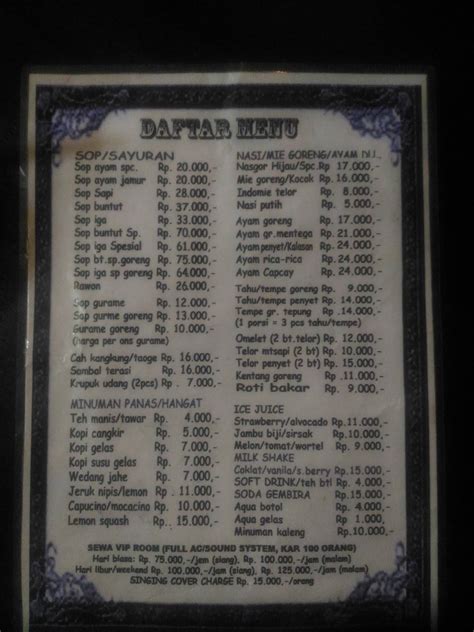 DAFTAR MENU
SOP/SAYURAN
Sop ayam spc. Rp. 20.000,-
Sop ayam jamur Rp. 20.000,-
Sop Sapi Rp. 28.000,-
Sop buntut Rp. 37.000,-
Sop iga Rp. 33.000,-
Sop buntut Sp. Rp. 70.000,-
Sop iga Spesial Rp. 61.000,-
Sop bt.sp.goreng Rp. 75.000,-
Sop iga sp goreng Rp. 64.000,-
Rawon Rp. 26.000,-
Sop gurame Rp. 12.000,-
Sop gurme goreng Rp. 13.000,-
Gurame goreng Rp. 10.000,-
(harga per ons gurame)
Cah kangkung/taoge Rp. 16.000,-
Sambal terasi Rp. 16.000,-
Krupuk udang (2pcs) Rp . 7.000,-
MINUMAN PANAS/HANGAT
Teh manis/tawar Rp. 4.000,-
Kopi cangkir Rp. 5.000,-
Kopi gelas Rp. 7.000,-
Kopi susu gelas Rp. 7.000,-
Wedang jahe Rp. 7.000,-
Jeruk nipis/lemon Rp. 11.000,-
Capucino/mocacino Rp. 10.000,-
Lemon squash Rp. 15.000,-
NASI/MIE GORENG/AYAM
Nasgor Hijau/Spc.Rp. 17.000,-
Mie goreng/Kocok Rp. 16.000,-
Indomie telor Rp. 8.000,-
Nasi putih Rp. 5.000,-
Ayam goreng Rp. 17.000,-
Ayam gr.mentega Rp. 21.000,-
Ayam penyet/Kalasan Rp. 24.000,-
Ayam rica-rica Rp. 24.000,-
Ayam Capcay Rp. 24.000,-
Tahu/tempe goreng Rp. 9.000,-
Tahu/tempe penyet Rp. 14.000,-
Tempe gr. tepung Rp .14.000,-
(1 porsi = 3 pcs tahu/tempe)
Omelet (2 bt.telor) Rp. 12.000,-
Telor mtsapi (2 bt) Rp. 10.000,-
Telor penyet (2 bt) Rp. 15.000,-
Kentang goreng Rp .11.000,-
Roti bakar Rp. 9.000,-
ICE JUICE
Strawberry/alvocado Rp.11.000,-
Jambu biji/sirsak Rp. 10.000,-
Melon/tomat/wortel Rp. 9.000,-
MILK SHAKE
Coklat/vanila/s.berry Rp.15.000,-
SOFT DRINK/teh btl Rp. 4.000,-
SODA GEMBIRA Rp. 15.000,-
Aqua botol Rp. 4.000,-
Aqua gelas Rp. 1.000,-
Minuman kaleng Rp. 10.000,-
SEWA VIP ROOM (FULL AC/SOUND SYSTEM, KAP. 100 ORANG)
Hari biasa: Rp. 75.000,-/jam (siang), Rp. 100.000,-/jam (malam)
Hari libur/weekend Rp. 100.000,-/jam (siang) Rp. 125.000,-/jam (malam)
SINGING COVER CHARGE Rp. 15.000,-/orang